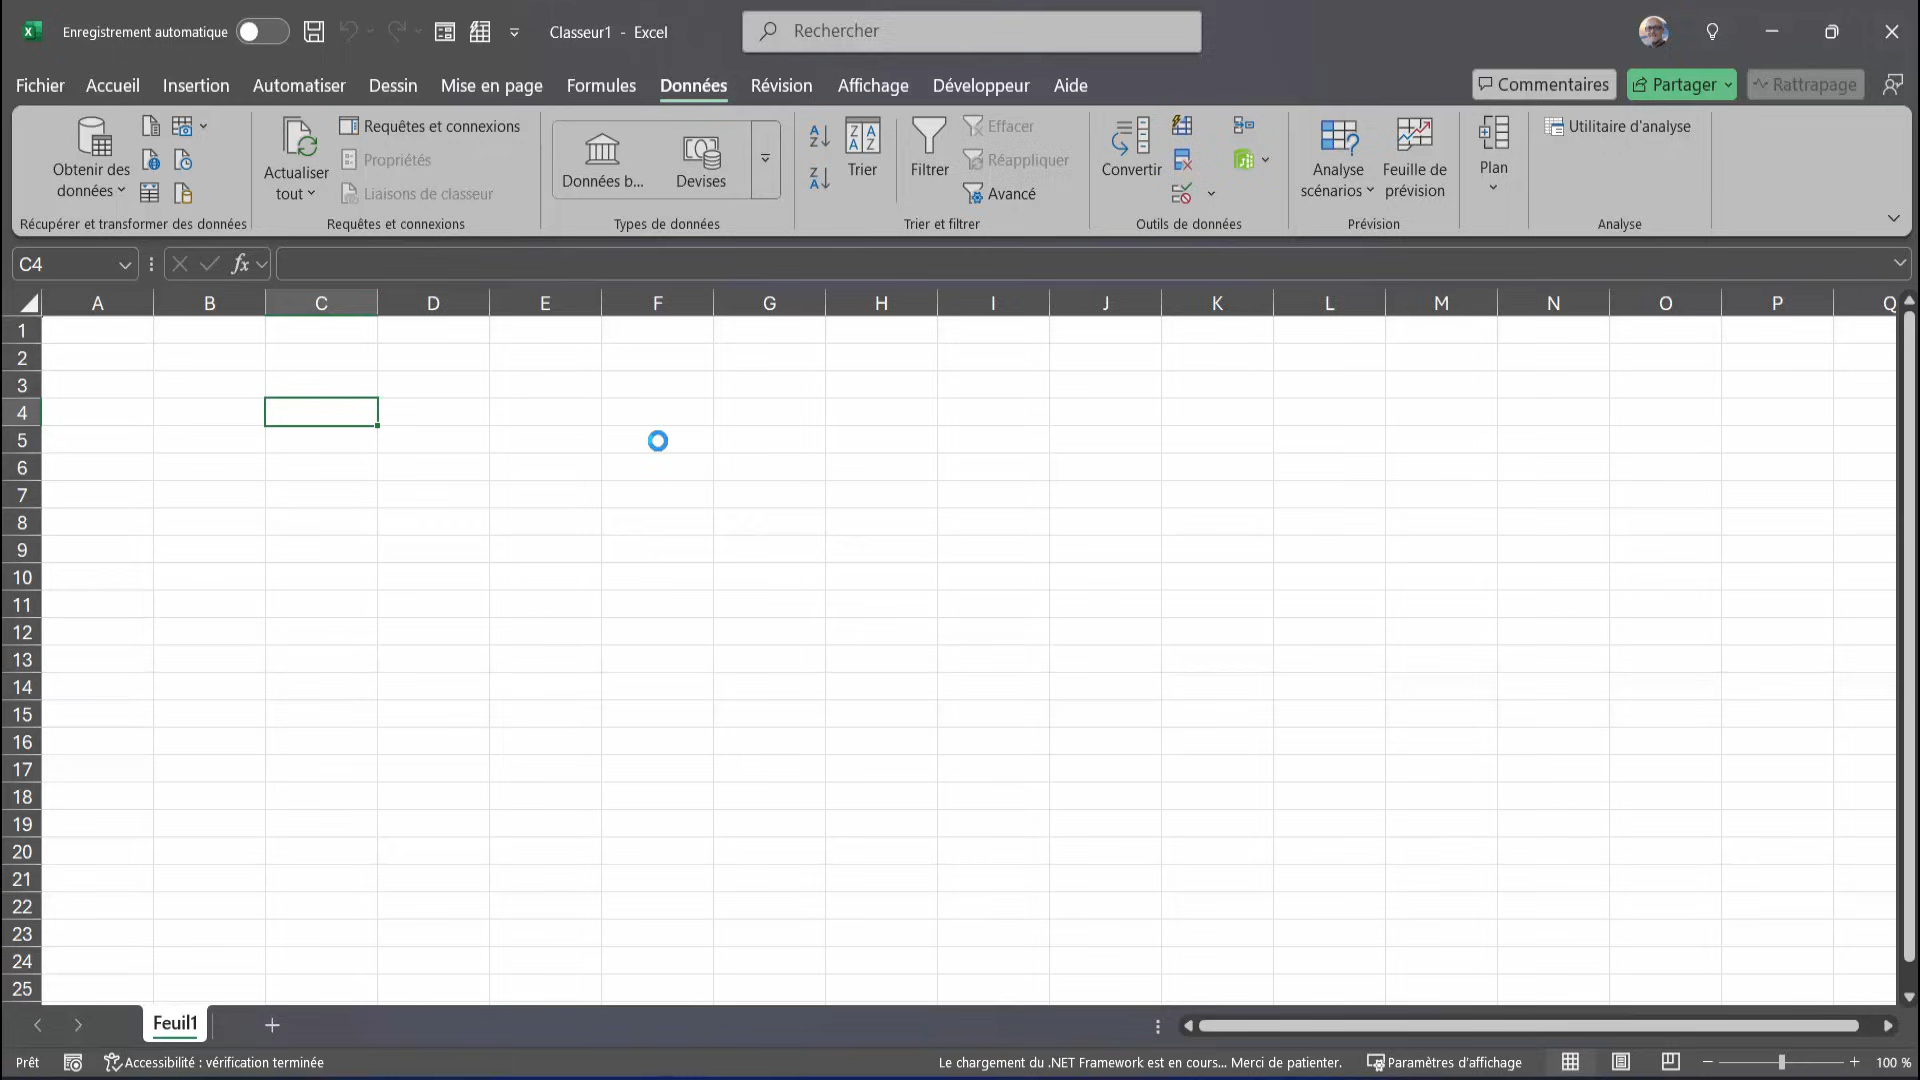 Enregistrement automatique
Classeur1 - Excel
Rechercher
Fichier Accueil Insertion Automatiser Dessin Mise en page Formules Données Révision Affichage Développeur Aide
Commentaires Partager Rattrapage
Obtenir des
données
Récupérer et transformer des données
Actualiser
tout
Requêtes et connexions
Propriétés
Liaisons de classeur
Requêtes et connexions
Données b...
Devises
Types de données
Trier
Filtrer
Effacer
Réappliquer
Avancé
Trier et filtrer
Convertir
Outils de données
Analyse
scénarios
Feuille de
prévision
Prévision
Plan
Utilitaire d'analyse
Analyse
C4
fx
A B C D E F G H I J K L M N O P Q
1
2
3
4
5
6
7
8
9
10
11
12
13
14
15
16
17
18
19
20
21
22
23
24
25
Feuil1
Prêt
Accessibilité : vérification terminée
Le chargement du .NET Framework est en cours... Merci de patienter.
Paramètres d'affichage
100 %